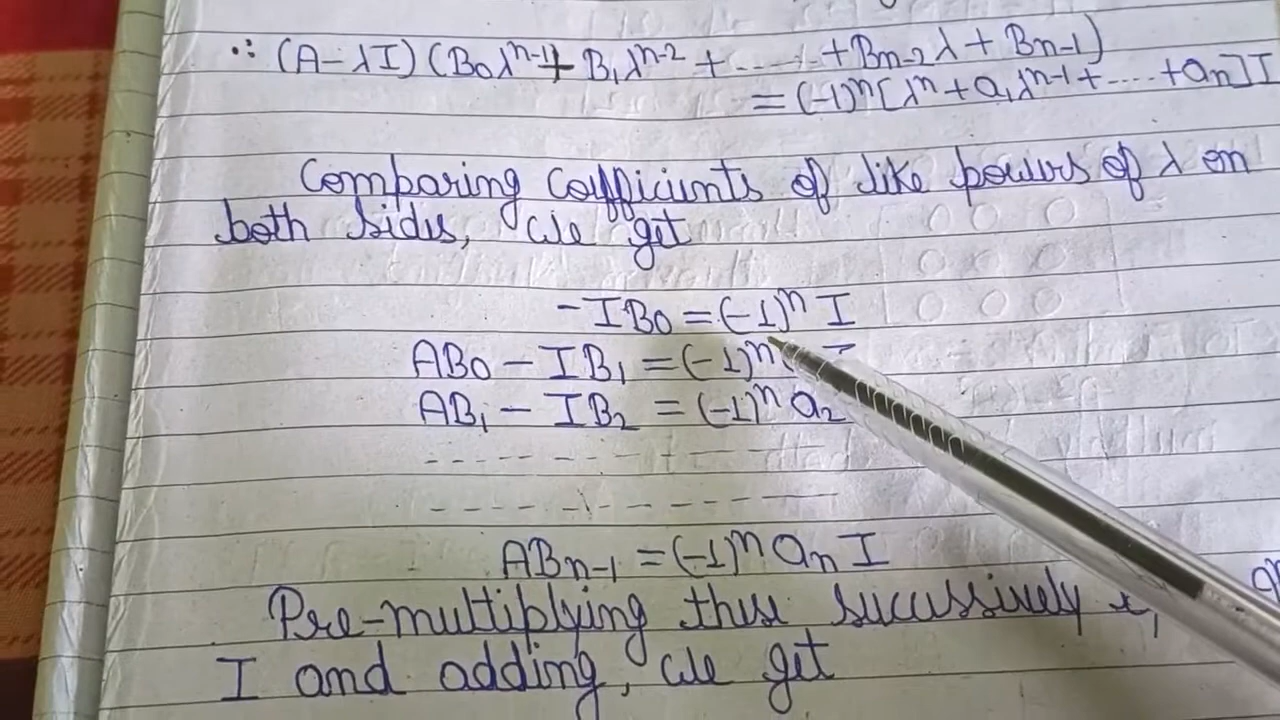 ∴ (A-λI) (B₀λⁿ⁻¹ + B₁λⁿ⁻² + ...... + Bₙ₋₂λ + Bₙ₋₁)
= (-1)ⁿ [λⁿ + a₁λⁿ⁻¹ + ..... + aₙ] I
Comparing Coefficients of like powers of λ on
both sides, we get
- IB₀ = (-1)ⁿ I
AB₀ - IB₁ = (-1)ⁿ
AB₁ - IB₂ = (-1)ⁿ a₂
- - - - - - - - - - -
- - - - - - - - - - -
ABₙ₋₁ = (-1)ⁿ aₙ I
Pre-multiplying these successively
I and adding, we get